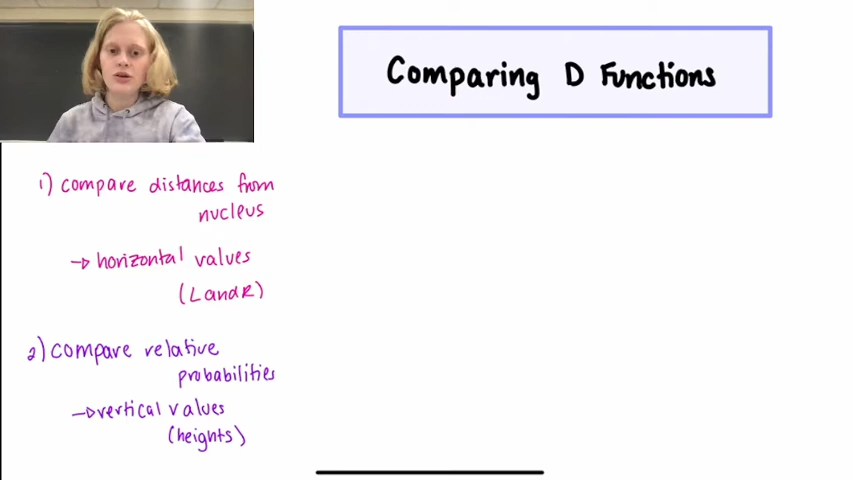 Comparing D Functions
1) compare distances from
nucleus
→ horizontal values
(L and R)
2) compare relative
probabilities
→ vertical values
(heights)